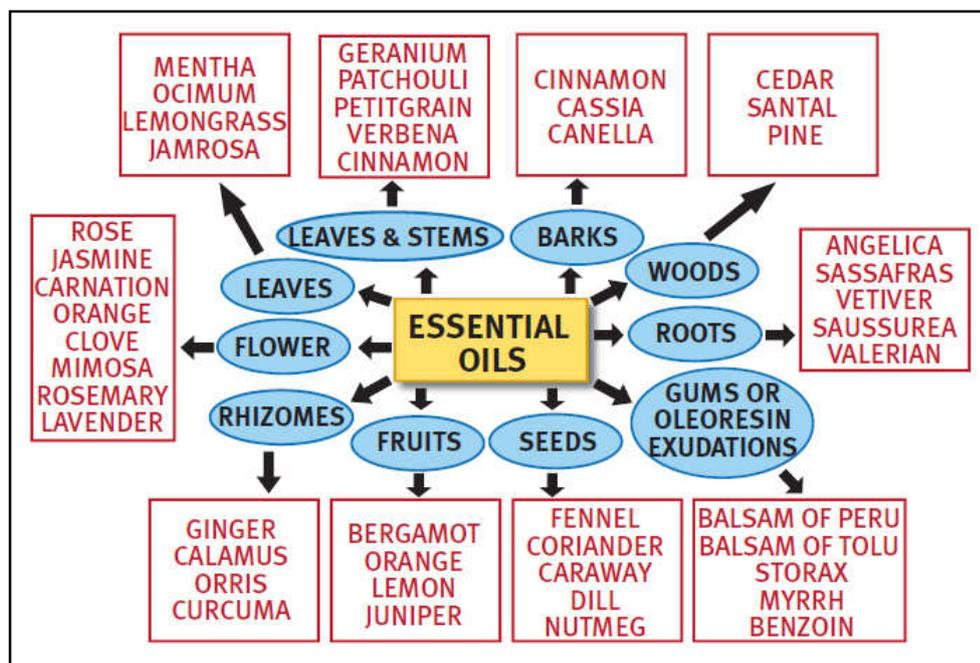 MENTHA
OCIMUM
LEMONGRASS
JAMROSA
GERANIUM
PATCHOULI
PETITGRAIN
VERBENA
CINNAMON
CINNAMON
CASSIA
CANELLA
CEDAR
SANTAL
PINE
LEAVES & STEMS
BARKS
LEAVES
WOODS
ROSE
JASMINE
CARNATION
ORANGE
CLOVE
MIMOSA
ROSEMARY
LAVENDER
FLOWER
ESSENTIAL
OILS
ROOTS
ANGELICA
SASSAFRAS
VETIVER
SAUSSUREA
VALERIAN
RHIZOMES
FRUITS
SEEDS
GUMS OR
OLEORESIN
EXUDATIONS
GINGER
CALAMUS
ORRIS
CURCUMA
BERGAMOT
ORANGE
LEMON
JUNIPER
FENNEL
CORIANDER
CARAWAY
DILL
NUTMEG
BALSAM OF PERU
BALSAM OF TOLU
STORAX
MYRRH
BENZOIN